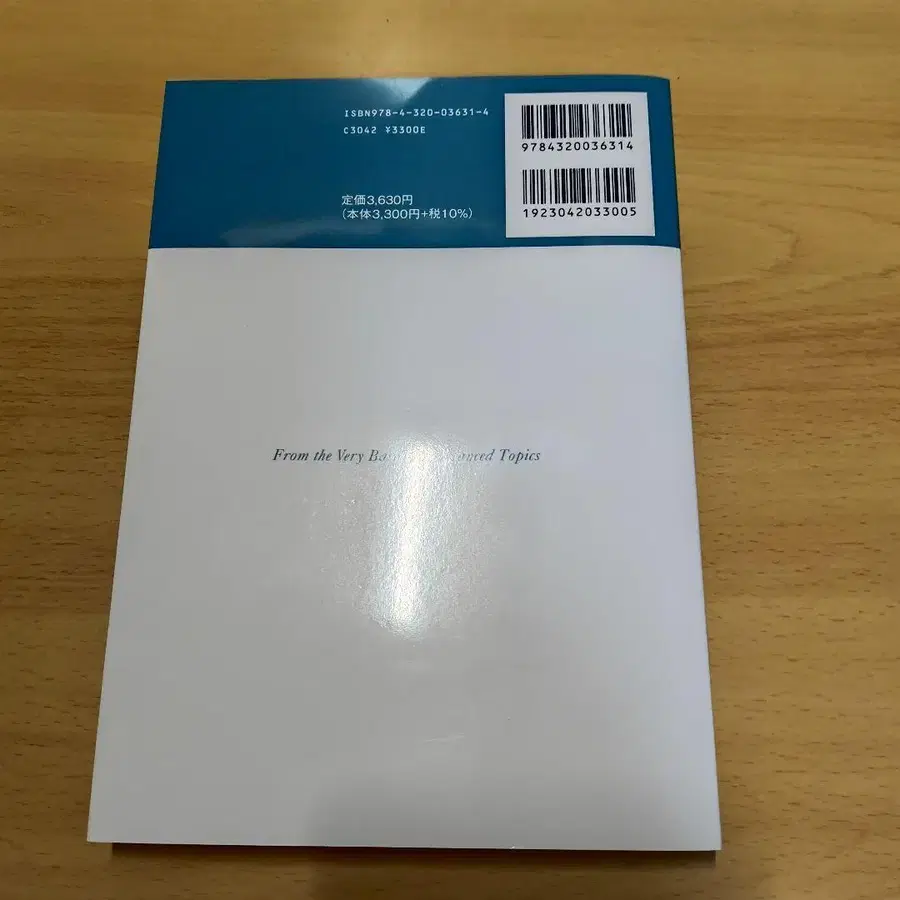 ISBN978-4-320-03631-4
C3042 ¥3300E
定価3,630円
(本体3,300円+税10%)
9784320036314
1923042033005
From the Very Topics